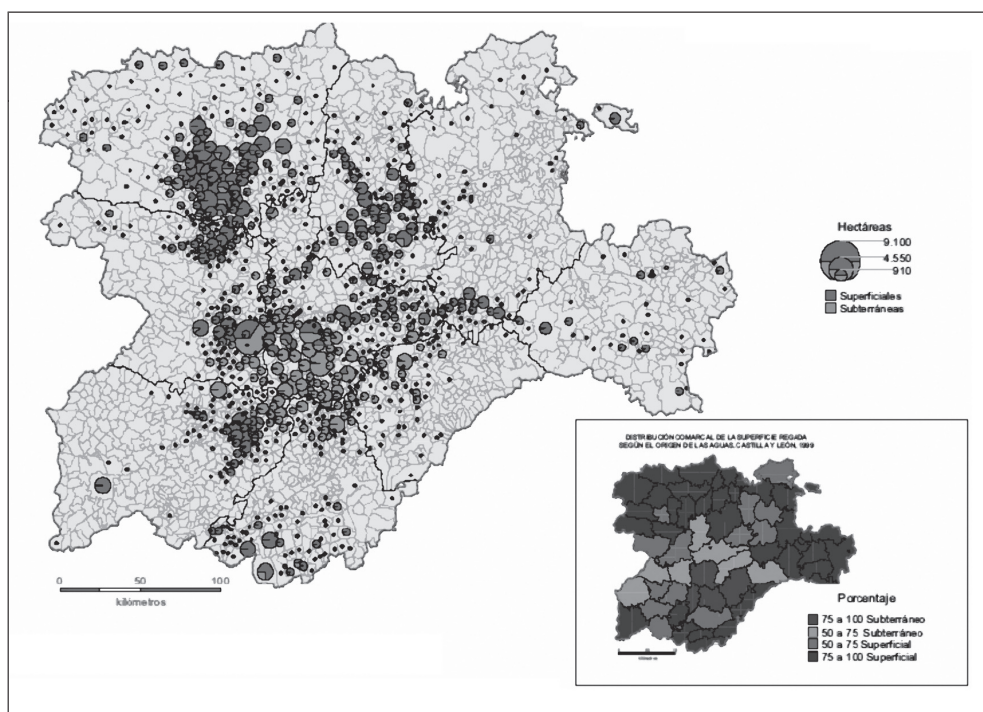 Hectáreas
9.100
4.550
910
Superficiales
Subterráneas
0 50 100
kilómetros
DISTRIBUCIÓN COMARCAL DE LA SUPERFICIE REGADA
SEGÚN EL ORIGEN DE LAS AGUAS. CASTILLA Y LEÓN, 1999
Porcentaje
75 a 100 Subterráneo
50 a 75 Subterráneo
50 a 75 Superficial
75 a 100 Superficial